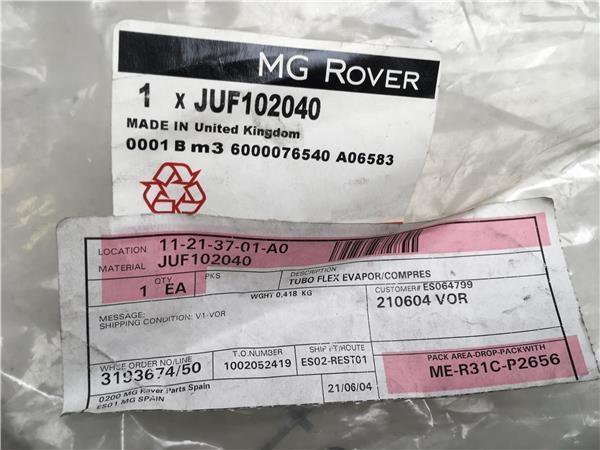 MG ROVER
1 x JUF102040
MADE IN United Kingdom
0001 B m3 6000076540 A06583
LOCATION 11-21-37-01-A0
MATERIAL JUF102040
QTY PKS DESCRIPTION
1 EA TUBO FLEX EVAPOR/COMPRES
WGHT 0,418 KG CUSTOMER# ES064799
MESSAGE: 210604 VOR
SHIPPING CONDITION: V1-VOR
WHSE ORDER NO/LINE T.O.NUMBER SHIPT/ROUTE PACK AREA-DROP-PACKWITH
3193674/50 1002052419 ES02-REST01 ME-R31C-P2656
0200 MG Rover Parts Spain 21/06/04
ES01 MG SPAIN